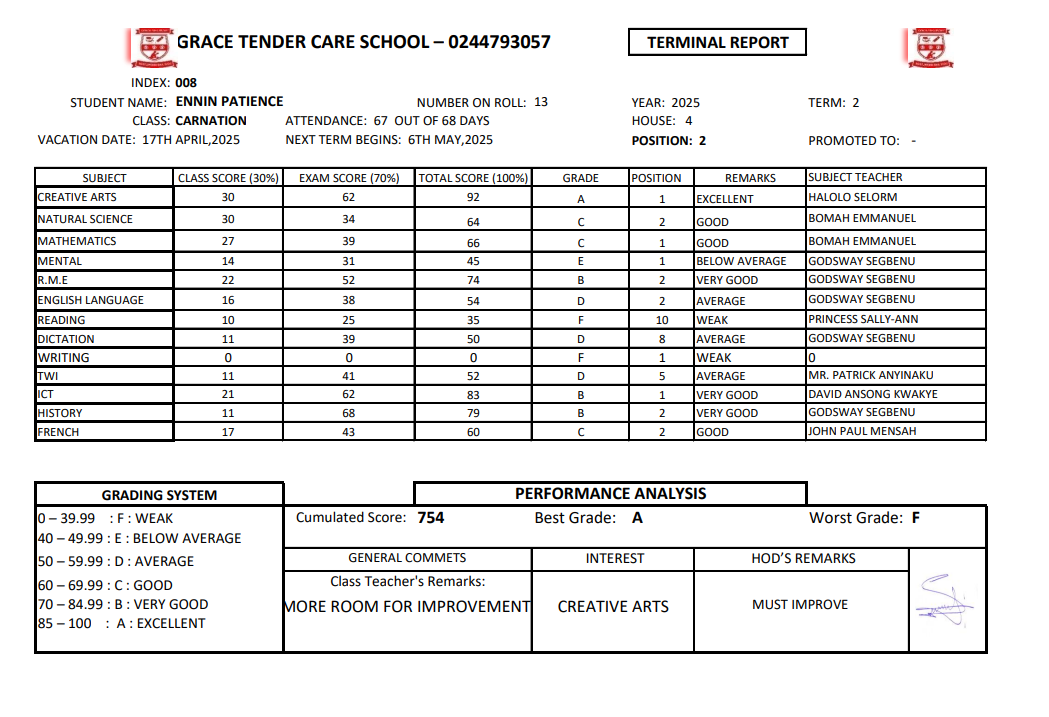 GRACE TENDER CARE SCHOOL – 0244793057 TERMINAL REPORT
INDEX: 008
STUDENT NAME: ENNIN PATIENCE NUMBER ON ROLL: 13 YEAR: 2025 TERM: 2
CLASS: CARNATION ATTENDANCE: 67 OUT OF 68 DAYS HOUSE: 4
VACATION DATE: 17TH APRIL,2025 NEXT TERM BEGINS: 6TH MAY,2025 POSITION: 2 PROMOTED TO: -
SUBJECT CLASS SCORE (30%) EXAM SCORE (70%) TOTAL SCORE (100%) GRADE POSITION REMARKS SUBJECT TEACHER
CREATIVE ARTS 30 62 92 A 1 EXCELLENT HALOLO SELORM
NATURAL SCIENCE 30 34 64 C 2 GOOD BOMAH EMMANUEL
MATHEMATICS 27 39 66 C 1 GOOD BOMAH EMMANUEL
MENTAL 14 31 45 E 1 BELOW AVERAGE GODSWAY SEGBENU
R.M.E 22 52 74 B 2 VERY GOOD GODSWAY SEGBENU
ENGLISH LANGUAGE 16 38 54 D 2 AVERAGE GODSWAY SEGBENU
READING 10 25 35 F 10 WEAK PRINCESS SALLY-ANN
DICTATION 11 39 50 D 8 AVERAGE GODSWAY SEGBENU
WRITING 0 0 0 F 1 WEAK 0
TWI 11 41 52 D 5 AVERAGE MR. PATRICK ANYINAKU
ICT 21 62 83 B 1 VERY GOOD DAVID ANSONG KWAKYE
HISTORY 11 68 79 B 2 VERY GOOD GODSWAY SEGBENU
FRENCH 17 43 60 C 2 GOOD JOHN PAUL MENSAH
GRADING SYSTEM
0 – 39.99 : F : WEAK
40 – 49.99 : E : BELOW AVERAGE
50 – 59.99 : D : AVERAGE
60 – 69.99 : C : GOOD
70 – 84.99 : B : VERY GOOD
85 – 100 : A : EXCELLENT
PERFORMANCE ANALYSIS
Cumulated Score: 754 Best Grade: A Worst Grade: F
GENERAL COMMETS INTEREST HOD'S REMARKS
Class Teacher's Remarks:
MORE ROOM FOR IMPROVEMENT CREATIVE ARTS MUST IMPROVE